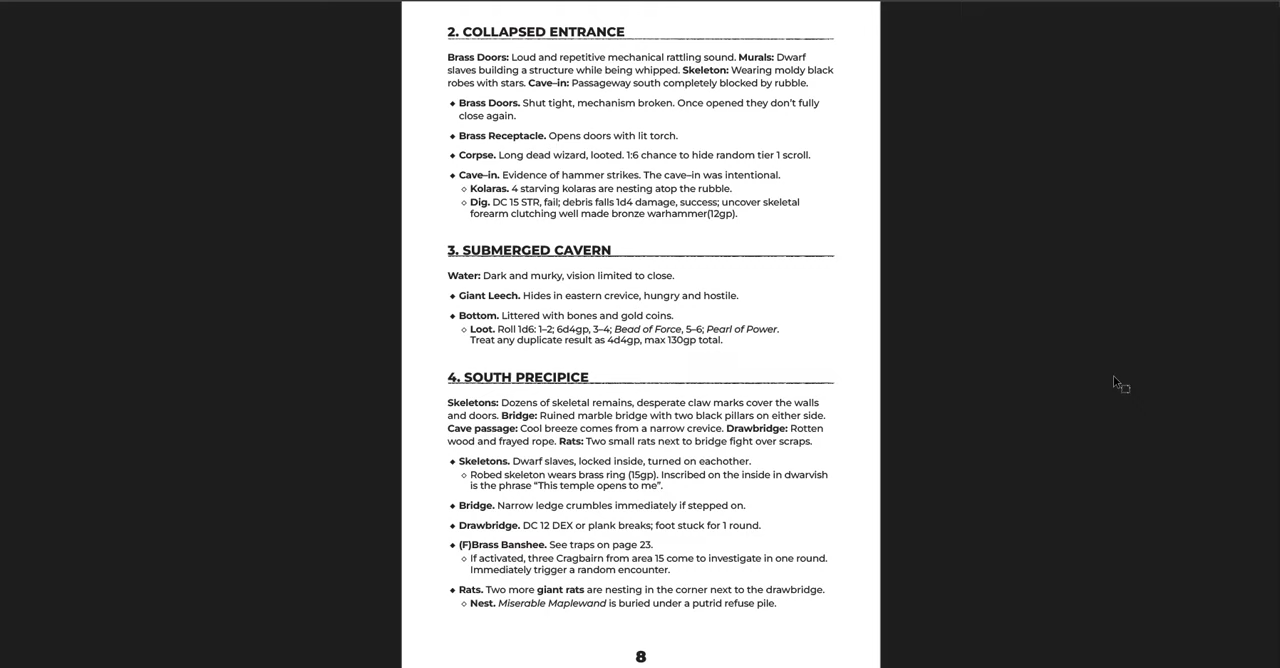 2. COLLAPSED ENTRANCE
Brass Doors: Loud and repetitive mechanical rattling sound. Murals: Dwarf
slaves building a structure while being whipped. Skeleton: Wearing moldy black
robes with stars. Cave–in: Passageway south completely blocked by rubble.
◆ Brass Doors. Shut tight, mechanism broken. Once opened they don't fully
close again.
◆ Brass Receptacle. Opens doors with lit torch.
◆ Corpse. Long dead wizard, looted. 1:6 chance to hide random tier 1 scroll.
◆ Cave–in. Evidence of hammer strikes. The cave–in was intentional.
◇ Kolaras. 4 starving kolaras are nesting atop the rubble.
◇ Dig. DC 15 STR, fail; debris falls 1d4 damage, success; uncover skeletal
forearm clutching well made bronze warhammer(12gp).
3. SUBMERGED CAVERN
Water: Dark and murky, vision limited to close.
◆ Giant Leech. Hides in eastern crevice, hungry and hostile.
◆ Bottom. Littered with bones and gold coins.
◇ Loot. Roll 1d6: 1–2; 6d4gp, 3–4; Bead of Force, 5–6; Pearl of Power.
Treat any duplicate result as 4d4gp, max 130gp total.
4. SOUTH PRECIPICE
Skeletons: Dozens of skeletal remains, desperate claw marks cover the walls
and doors. Bridge: Ruined marble bridge with two black pillars on either side.
Cave passage: Cool breeze comes from a narrow crevice. Drawbridge: Rotten
wood and frayed rope. Rats: Two small rats next to bridge fight over scraps.
◆ Skeletons. Dwarf slaves, locked inside, turned on eachother.
◇ Robed skeleton wears brass ring (15gp). Inscribed on the inside in dwarvish
is the phrase "This temple opens to me".
◆ Bridge. Narrow ledge crumbles immediately if stepped on.
◆ Drawbridge. DC 12 DEX or plank breaks; foot stuck for 1 round.
◆ (F)Brass Banshee. See traps on page 23.
◇ If activated, three Cragbairn from area 15 come to investigate in one round.
Immediately trigger a random encounter.
◆ Rats. Two more giant rats are nesting in the corner next to the drawbridge.
◇ Nest. Miserable Maplewand is buried under a putrid refuse pile.
8